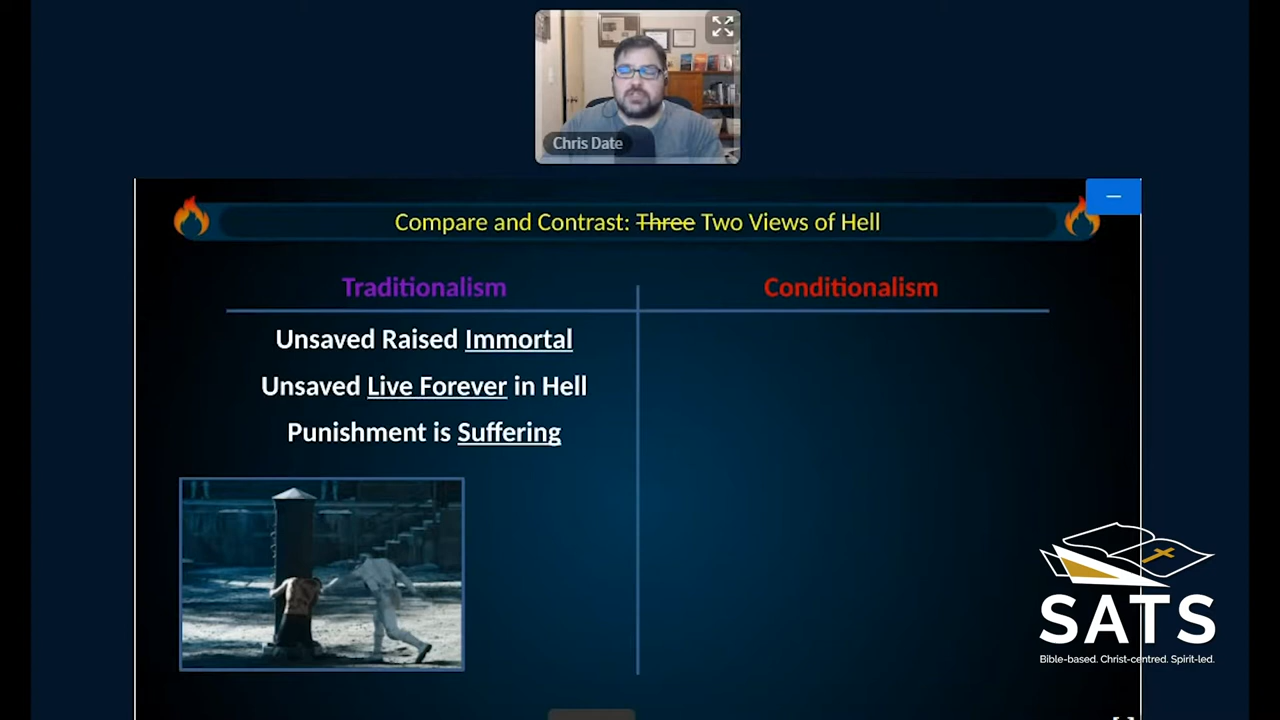 Chris Date
Compare and Contrast: Three Two Views of Hell
Traditionalism
Conditionalism
Unsaved Raised Immortal
Unsaved Live Forever in Hell
Punishment is Suffering
SATS
Bible-based. Christ-centred. Spirit-led.